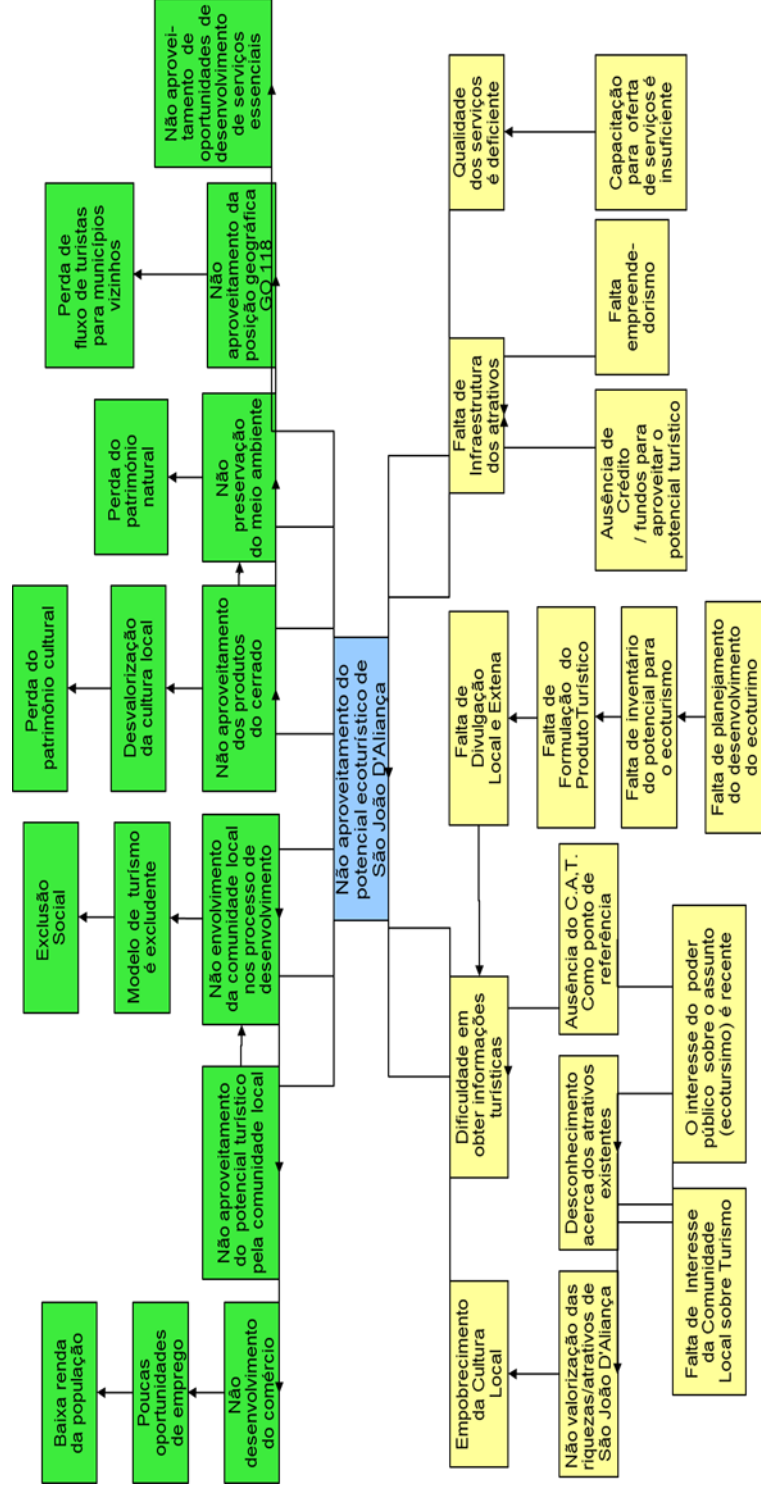 Baixa renda
da população
Poucas
oportunidades
de emprego
Não
desenvolvimento
do comércio
Não aproveitamento
do potencial turístico
pela comunidade local
Exclusão
Social
Modelo de turismo
é excludente
Não envolvimento
da comunidade local
nos processo de
desenvolvimento
Perda do
patrimônio cultural
Desvalorização
da cultura local
Não aproveitamento
dos produtos
do cerrado
Perda do
patrimônio
natural
Não
preservação
do meio ambiente
Perda de
fluxo de turistas
para municípios
vizinhos
Não
aproveitamento da
posição geográfica
GO 118
Não aprovei-
tamento de
oportunidades de
desenvolvimento
de serviços
essenciais
Não aproveitamento do
potencial ecoturístico de
São João D'Aliança
Empobrecimento
da Cultura
Local
Não valorização das
riquezas/atrativos de
São João D'Aliança
Dificuldade em
obter informações
turísticas
Desconhecimento
acerca dos atrativos
existentes
Ausência do C.A.T.
Como ponto de
referência
Falta de Interesse
da Comunidade
Local sobre Turismo
O interesse do poder
público sobre o assunto
(ecotursimo) é recente
Falta de
Divulgação
Local e Extena
Falta de
Formulação do
ProdutoTurístico
Falta de inventário
do potencial para
o ecoturismo
Falta de planejamento
do desenvolvimento
do ecoturimo
Falta de
Infraestrutura
dos atrativos
Ausência de
Crédito
/ fundos para
aproveitar o
potencial turístico
Falta
empreende-
dorismo
Qualidade
dos serviços
é deficiente
Capacitação
para oferta
de serviços é
insuficiente